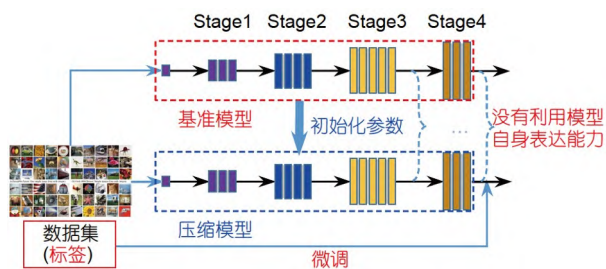 Stage1 Stage2 Stage3 Stage4
基准模型
初始化参数
...
没有利用模型
自身表达能力
压缩模型
数据集
(标签)
微调